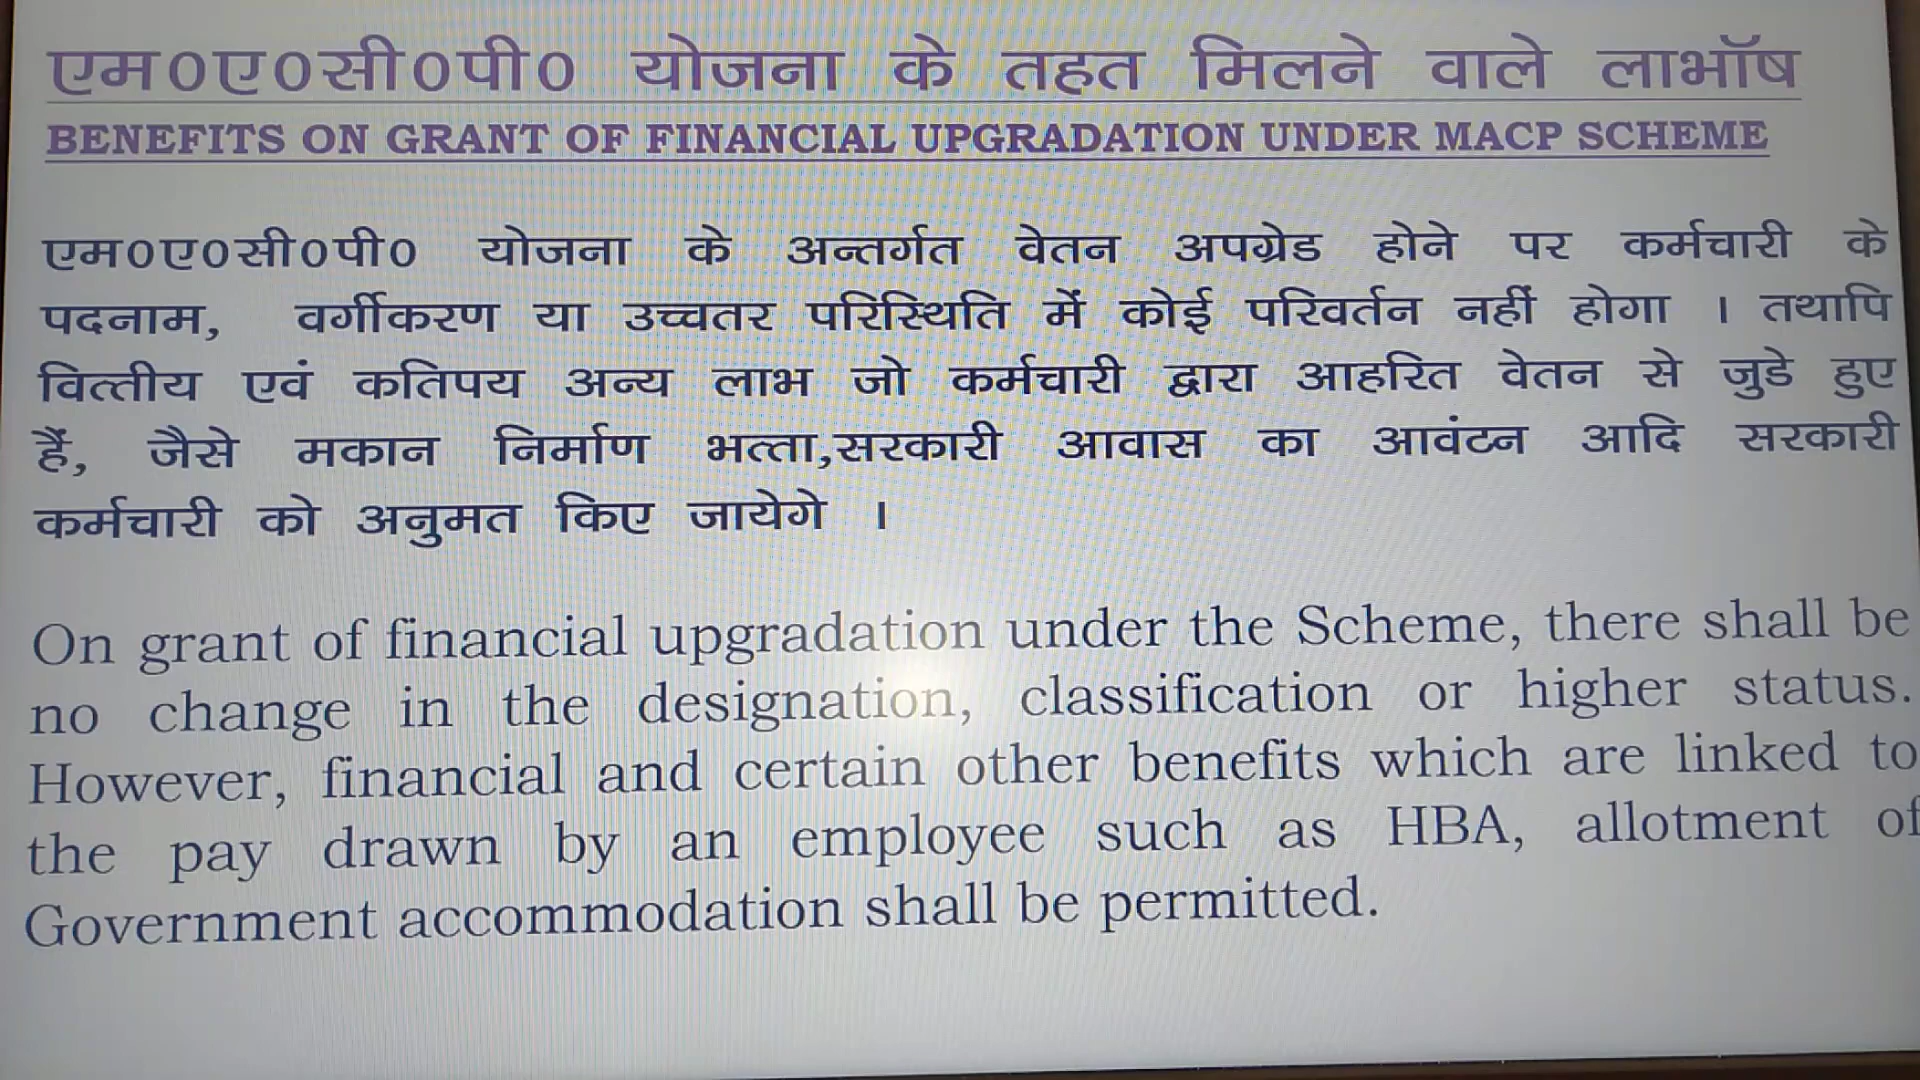 एम0ए0सी0पी0 योजना के तहत मिलने वाले लाभॉष
BENEFITS ON GRANT OF FINANCIAL UPGRADATION UNDER MACP SCHEME
एम0ए0सी0पी0 योजना के अन्तर्गत वेतन अपग्रेड होने पर कर्मचारी के
पदनाम, वर्गीकरण या उच्चतर परिस्थिति में कोई परिवर्तन नहीं होगा ।  तथापि
वित्तीय एवं कतिपय अन्य लाभ जो कर्मचारी द्वारा आहरित वेतन से जुडे हुए
हैं, जैसे मकान निर्माण भत्ता,सरकारी आवास का आवंटन आदि सरकारी
कर्मचारी को अनुमत किए जायेगे ।
On grant of financial upgradation under the Scheme, there shall be
no change in the designation, classification or higher status.
However, financial and certain other benefits which are linked to
the pay drawn by an employee such as HBA, allotment of
Government accommodation shall be permitted.